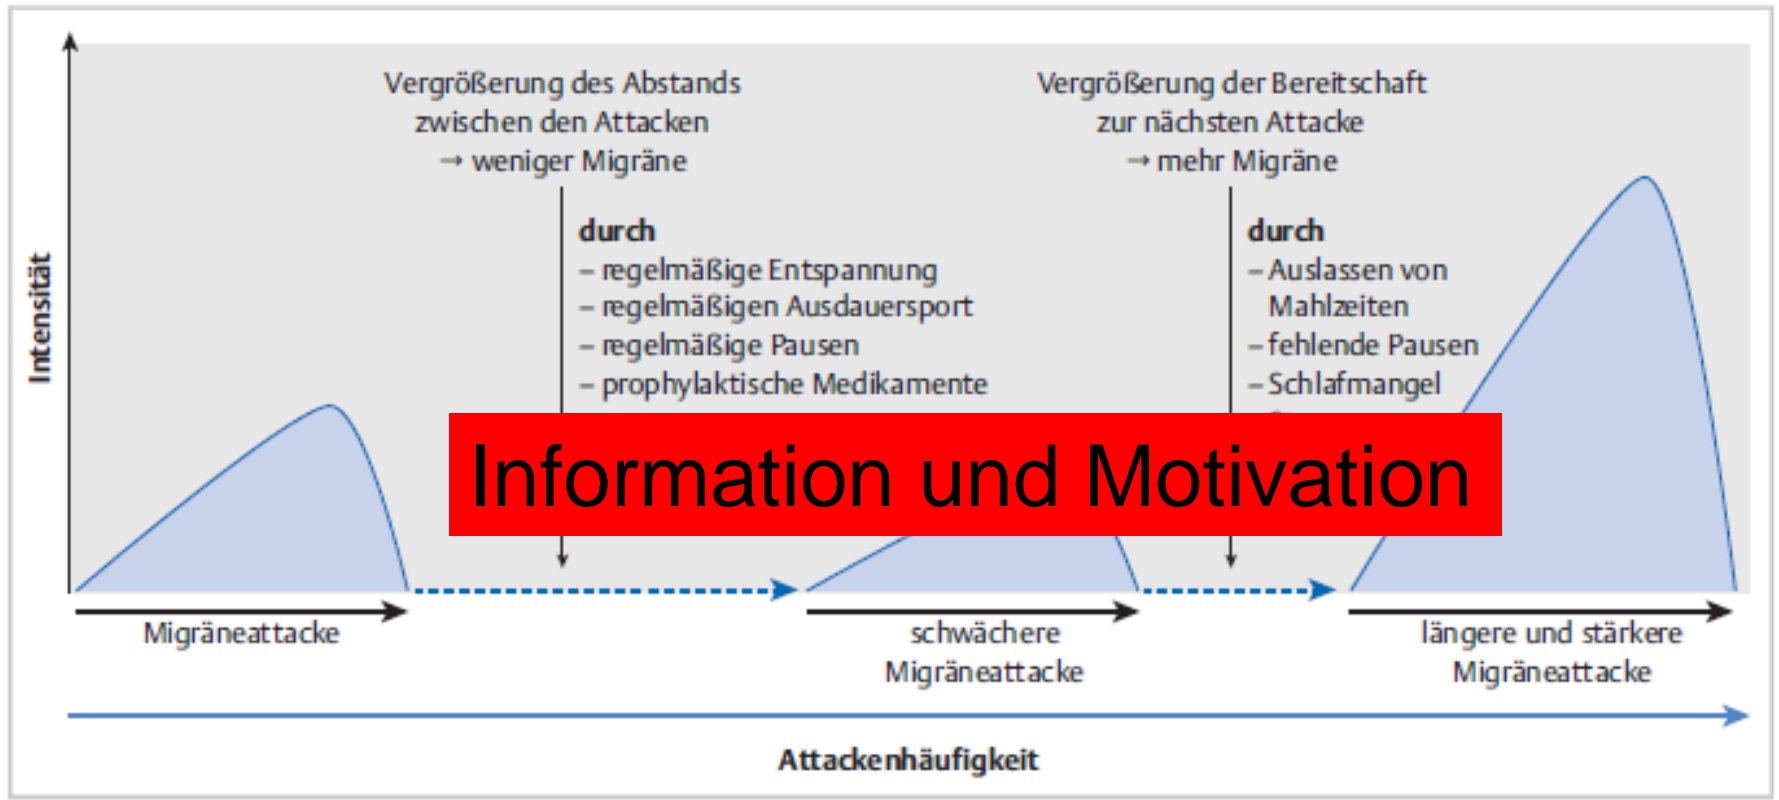 Vergrößerung des Abstands
zwischen den Attacken
→ weniger Migräne
durch
– regelmäßige Entspannung
– regelmäßigen Ausdauersport
– regelmäßige Pausen
– prophylaktische Medikamente
Vergrößerung der Bereitschaft
zur nächsten Attacke
→ mehr Migräne
durch
– Auslassen von
Mahlzeiten
– fehlende Pausen
– Schlafmangel
Intensität
Information und Motivation
Migräneattacke
schwächere
Migräneattacke
längere und stärkere
Migräneattacke
Attackenhäufigkeit